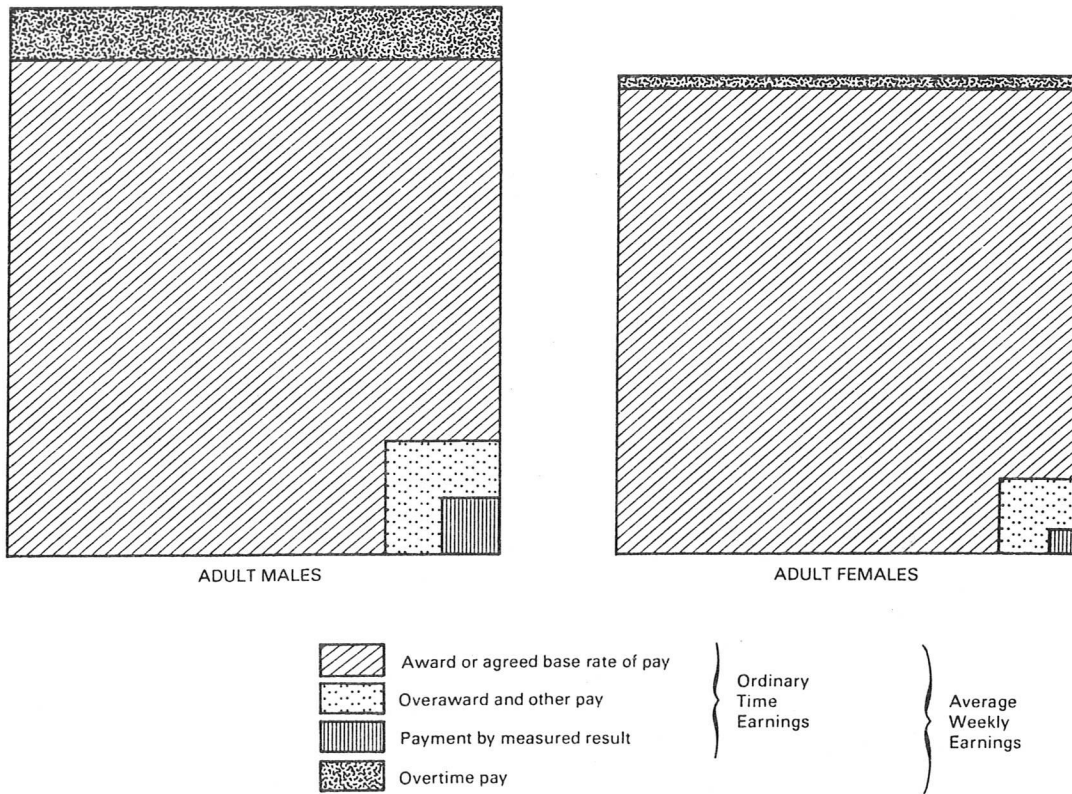 ADULT MALES
ADULT FEMALES
Award or agreed base rate of pay
Overaward and other pay
Payment by measured result
Overtime pay
Ordinary
Time
Earnings
Average
Weekly
Earnings